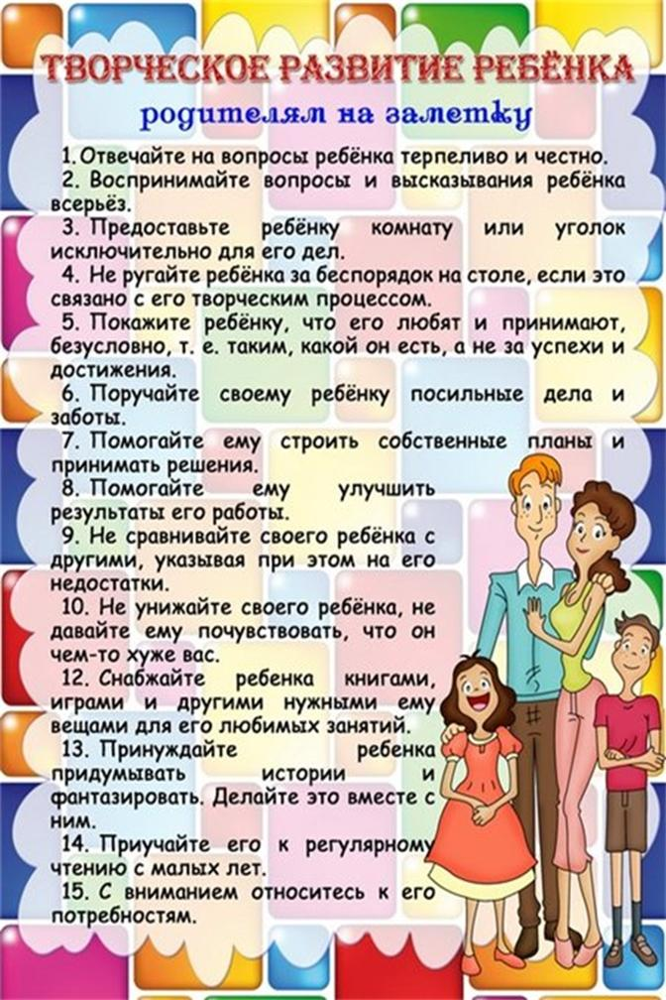 ТВОРЧЕСКОЕ РАЗВИТИЕ РЕБЁНКА
родителям на заметку
1. Отвечайте на вопросы ребёнка терпеливо и честно.
2. Воспринимайте вопросы и высказывания ребёнка
всерьёз.
3. Предоставьте ребёнку комнату или уголок
исключительно для его дел.
4. Не ругайте ребёнка за беспорядок на столе, если это
связано с его творческим процессом.
5. Покажите ребёнку, что его любят и принимают,
безусловно, т. е. таким, какой он есть, а не за успехи и
достижения.
6. Поручайте своему ребёнку посильные дела и
заботы.
7. Помогайте ему строить собственные планы и
принимать решения.
8. Помогайте ему улучшить
результаты его работы.
9. Не сравнивайте своего ребёнка с
другими, указывая при этом на его
недостатки.
10. Не унижайте своего ребёнка, не
давайте ему почувствовать, что он
чем-то хуже вас.
12. Снабжайте ребенка книгами,
играми и другими нужными ему
вещами для его любимых занятий.
13. Принуждайте ребенка
придумывать истории и
фантазировать. Делайте это вместе с
ним.
14. Приучайте его к регулярному
чтению с малых лет.
15. С вниманием относитесь к его
потребностям.